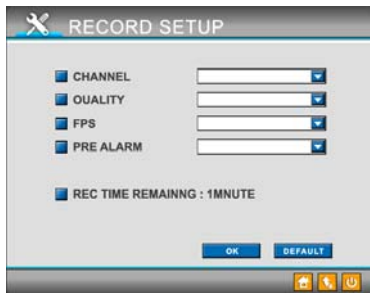 RECORD SETUP
CHANNEL
OUALITY
FPS
PRE ALARM
REC TIME REMAINNG : 1MNUTE
OK DEFAULT